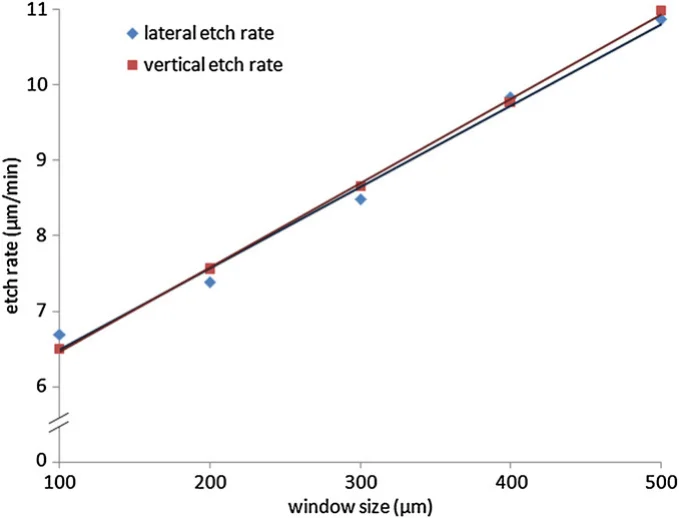 11
lateral etch rate
vertical etch rate
10
9
8
7
6
0
etch rate (µm/min)
100 200 300 400 500
window size (µm)